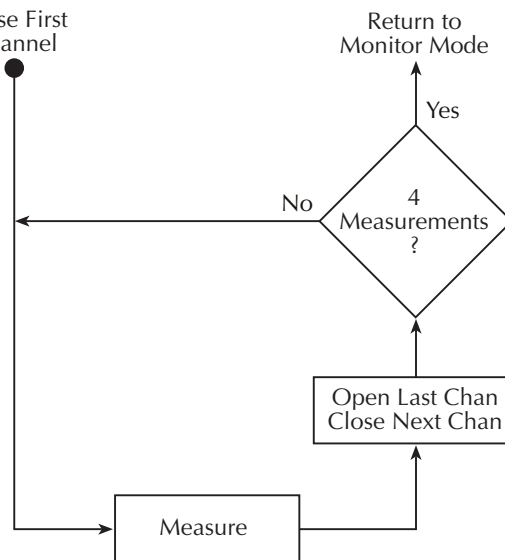 se First
annel
Return to
Monitor Mode
Yes
No
4
Measurements
?
Open Last Chan
Close Next Chan
Measure